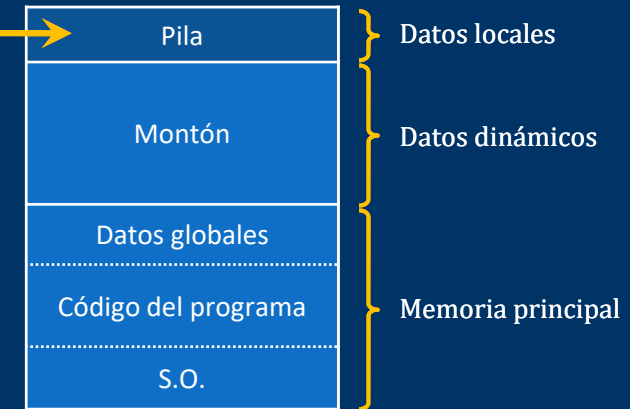 Pila
Datos locales
Montón
Datos dinámicos
Datos globales
Código del programa
Memoria principal
S.O.